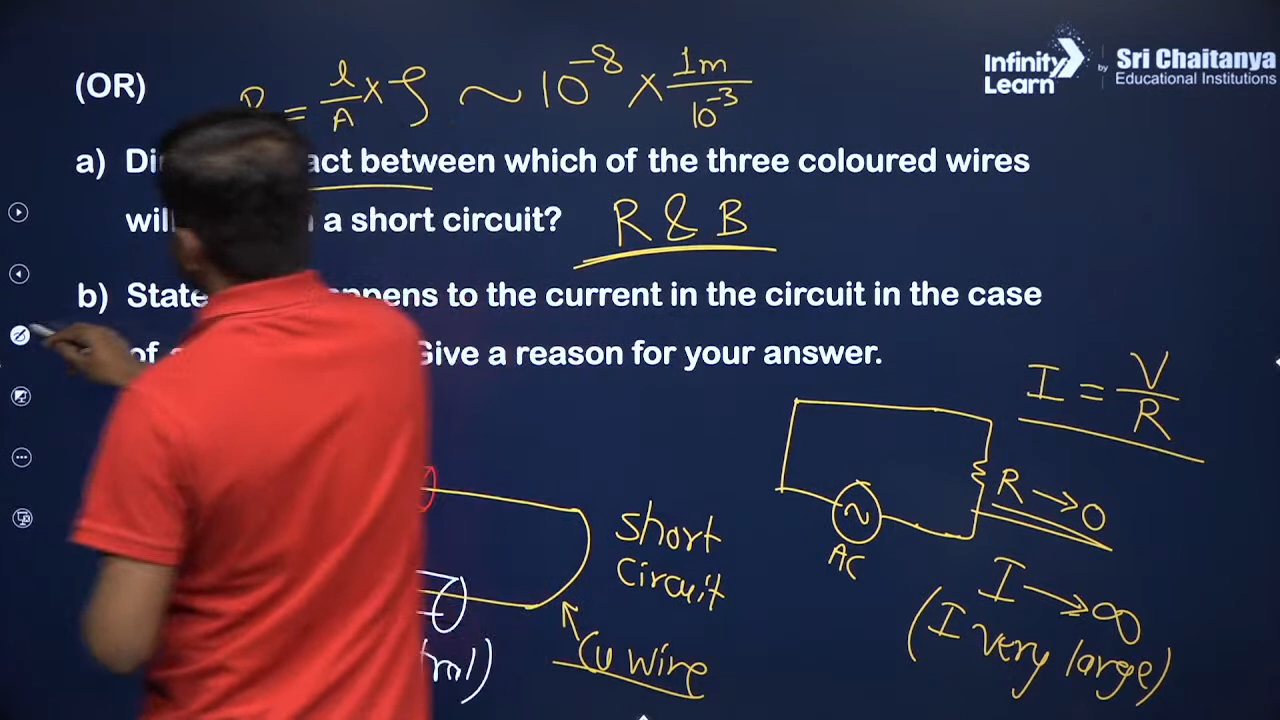 Infinity Learn by Sri Chaitanya Educational Institutions
(OR)
= l/A × ρ ~ 10⁻⁸ × 1m/10⁻³
a) Di act between which of the three coloured wires
will a short circuit? R & B
b) State ppens to the current in the circuit in the case
of Give a reason for your answer.
I = V/R
R → 0
AC
I → ∞
(I very large)
short
circuit
Cu wire